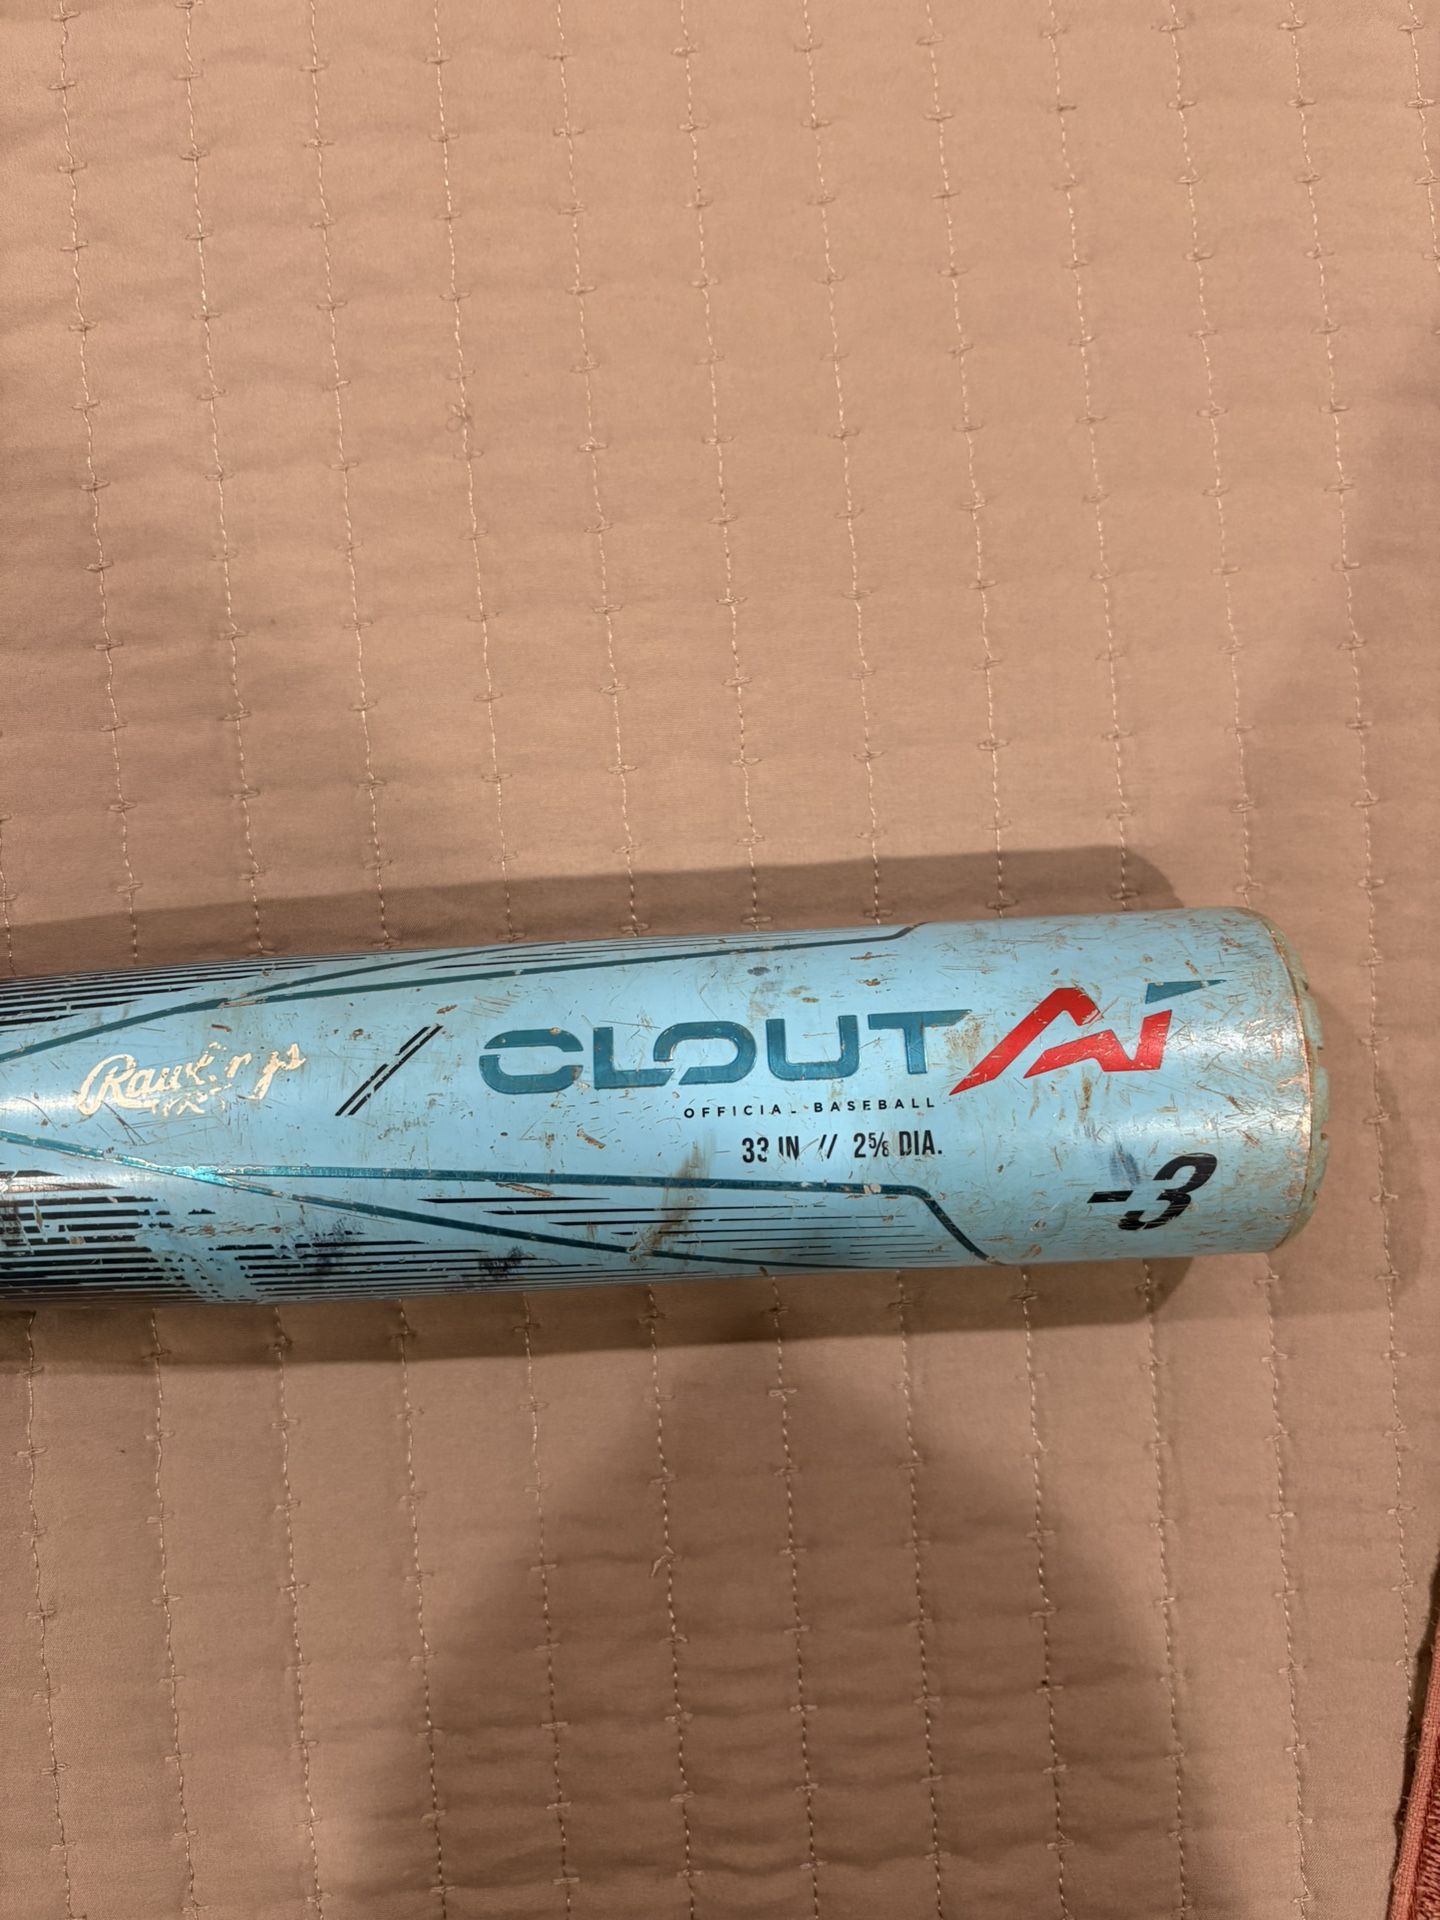 Rawlings
CLOUT Ai
OFFICIAL BASEBALL
33 IN // 2⅝ DIA.
-3